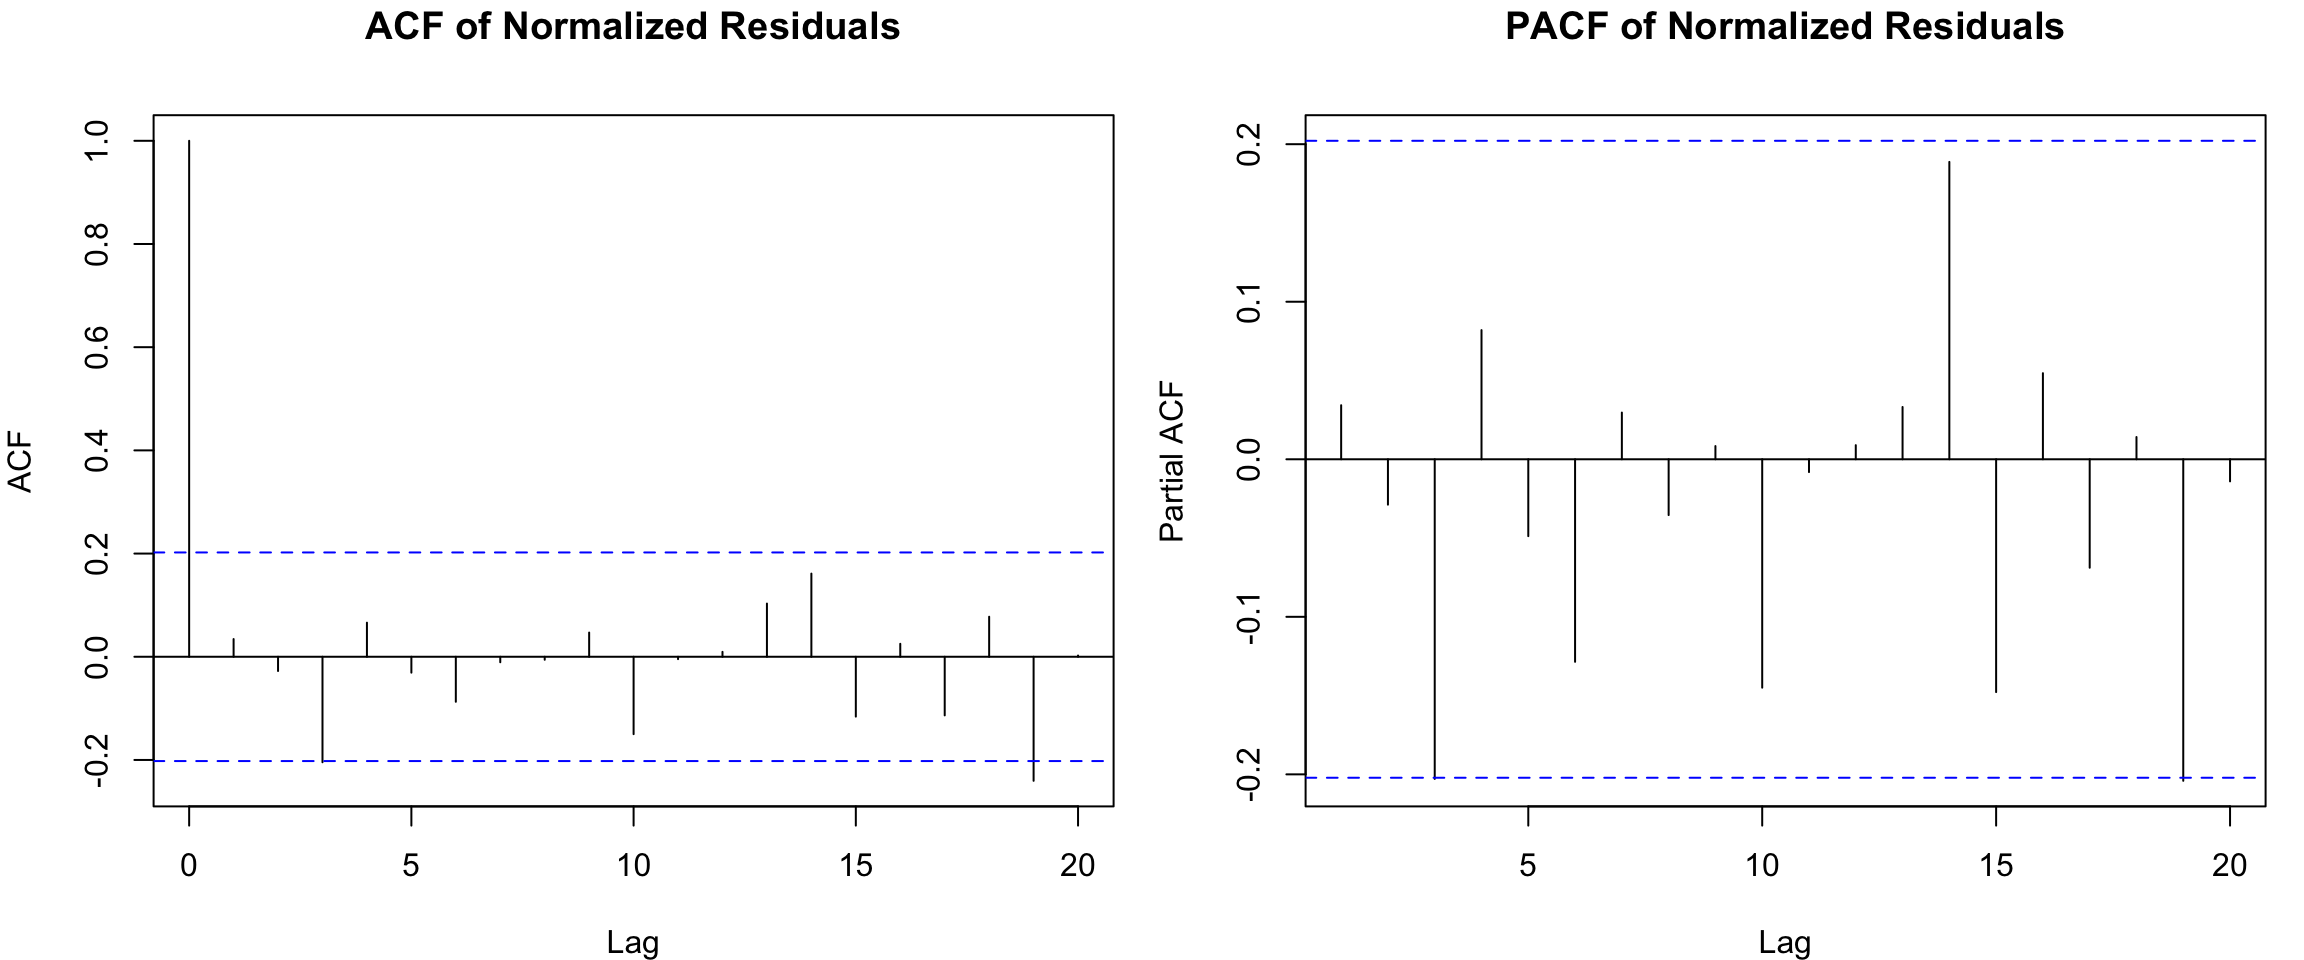 ACF of Normalized Residuals
ACF
1.0
0.8
0.6
0.4
0.2
0.0
-0.2
0 5 10 15 20
Lag
PACF of Normalized Residuals
Partial ACF
0.2
0.1
0.0
-0.1
-0.2
5 10 15 20
Lag